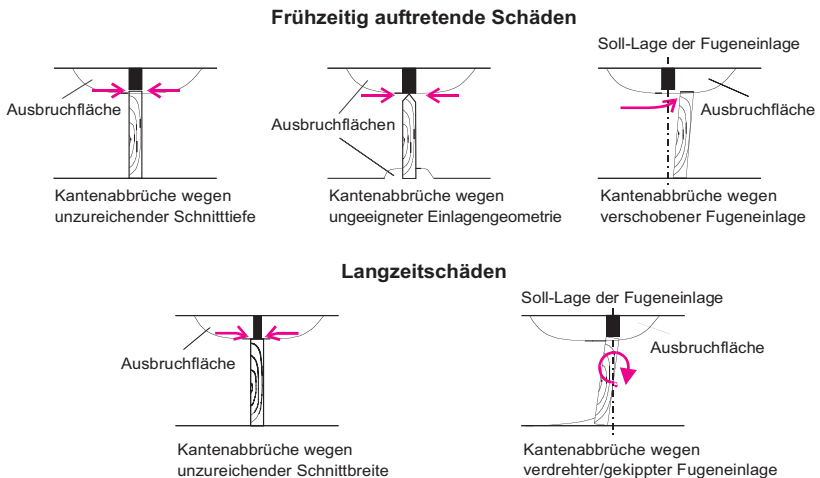 Frühzeitig auftretende Schäden
Soll-Lage der Fugeneinlage
Ausbruchfläche
Ausbruchflächen
Ausbruchfläche
Kantenabbrüche wegen
unzureichender Schnitttiefe
Kantenabbrüche wegen
ungeeigneter Einlagengeometrie
Kantenabbrüche wegen
verschobener Fugeneinlage
Langzeitschäden
Soll-Lage der Fugeneinlage
Ausbruchfläche
Ausbruchfläche
Kantenabbrüche wegen
unzureichender Schnittbreite
Kantenabbrüche wegen
verdrehter/gekippter Fugeneinlage